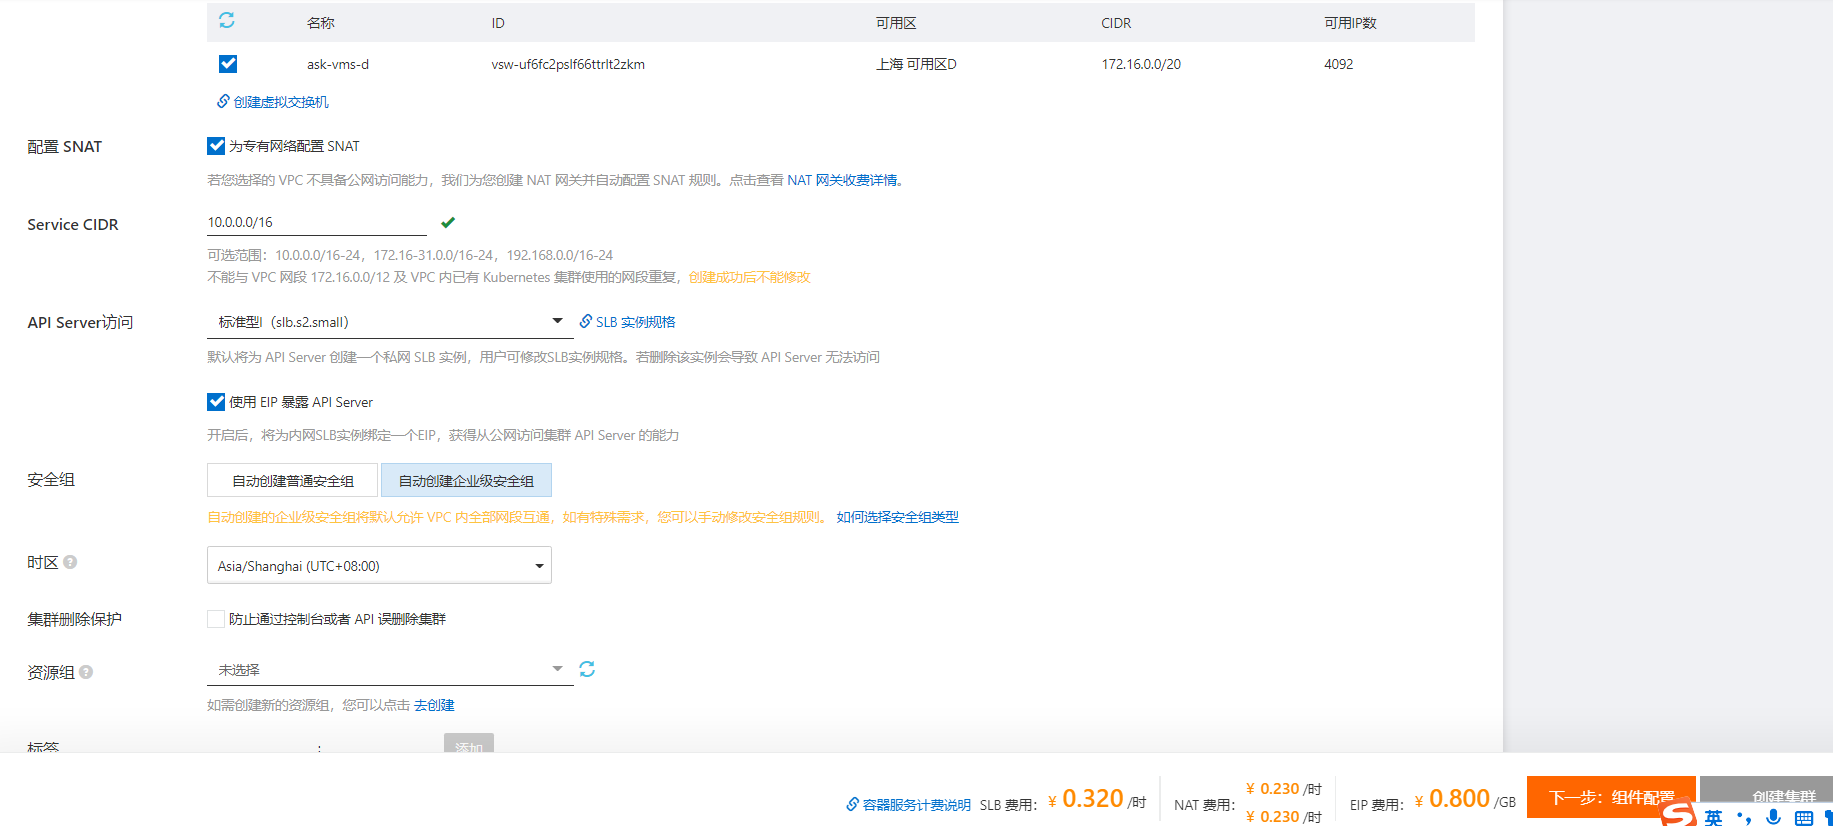 名称 ID 可用区 CIDR 可用IP数
ask-vms-d vsw-uf6fc2pslf66ttrlt2zkm 上海 可用区D 172.16.0.0/20 4092
创建虚拟交换机
配置 SNAT 为专有网络配置 SNAT
若您选择的 VPC 不具备公网访问能力，我们为您创建 NAT 网关并自动配置 SNAT 规则。点击查看 NAT 网关收费详情。
Service CIDR 10.0.0.0/16
可选范围：10.0.0.0/16-24，172.16-31.0.0/16-24，192.168.0.0/16-24
不能与 VPC 网段 172.16.0.0/12 及 VPC 内已有 Kubernetes 集群使用的网段重复，创建成功后不能修改
API Server访问 标准型I（slb.s2.small） SLB 实例规格
默认将为 API Server 创建一个私网 SLB 实例，用户可修改SLB实例规格。若删除该实例会导致 API Server 无法访问
使用 EIP 暴露 API Server
开启后，将为内网SLB实例绑定一个EIP，获得从公网访问集群 API Server 的能力
安全组 自动创建普通安全组 自动创建企业级安全组
自动创建的企业级安全组将默认允许 VPC 内全部网段互通，如有特殊需求，您可以手动修改安全组规则。 如何选择安全组类型
时区 Asia/Shanghai (UTC+08:00)
集群删除保护 防止通过控制台或者 API 误删除集群
资源组 未选择
如需创建新的资源组，您可以点击 去创建
标签 : 添加
容器服务计费说明 SLB 费用： ¥ 0.320 /时 NAT 费用： ¥ 0.230 /时 ¥ 0.230 /时 EIP 费用： ¥ 0.800 /GB 下一步：组件配置 创建集群
英